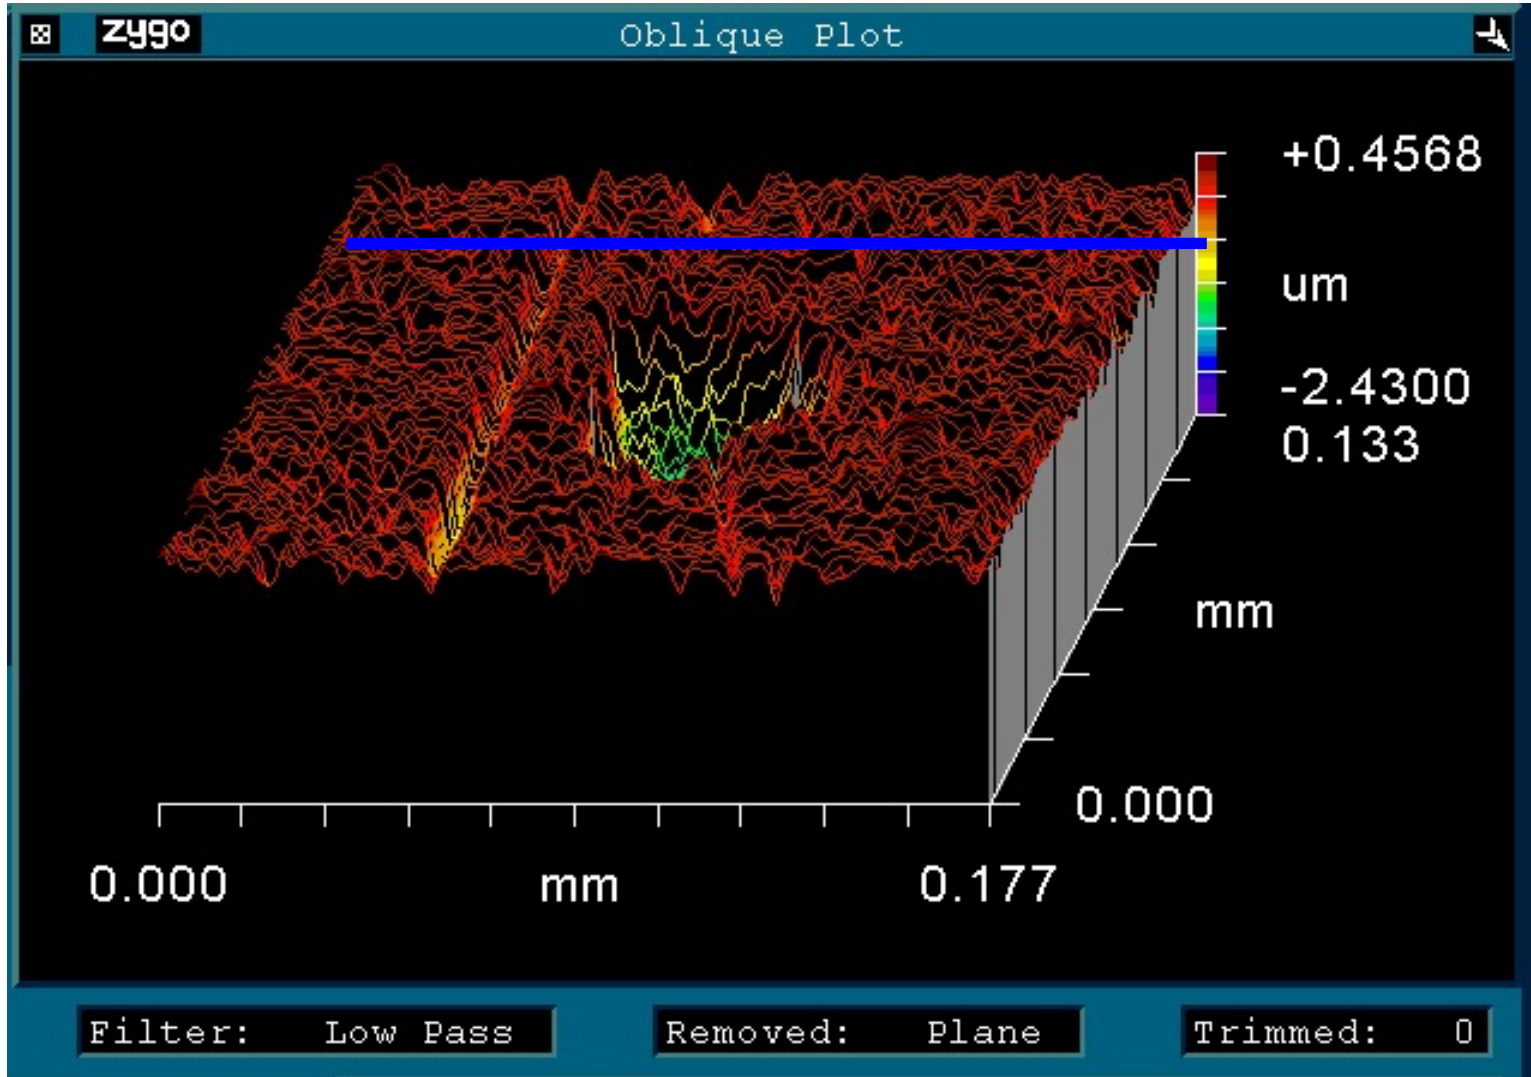 zygo Oblique Plot
+0.4568
um
-2.4300
0.133
mm
0.000
0.000 mm 0.177
Filter: Low Pass Removed: Plane Trimmed: 0